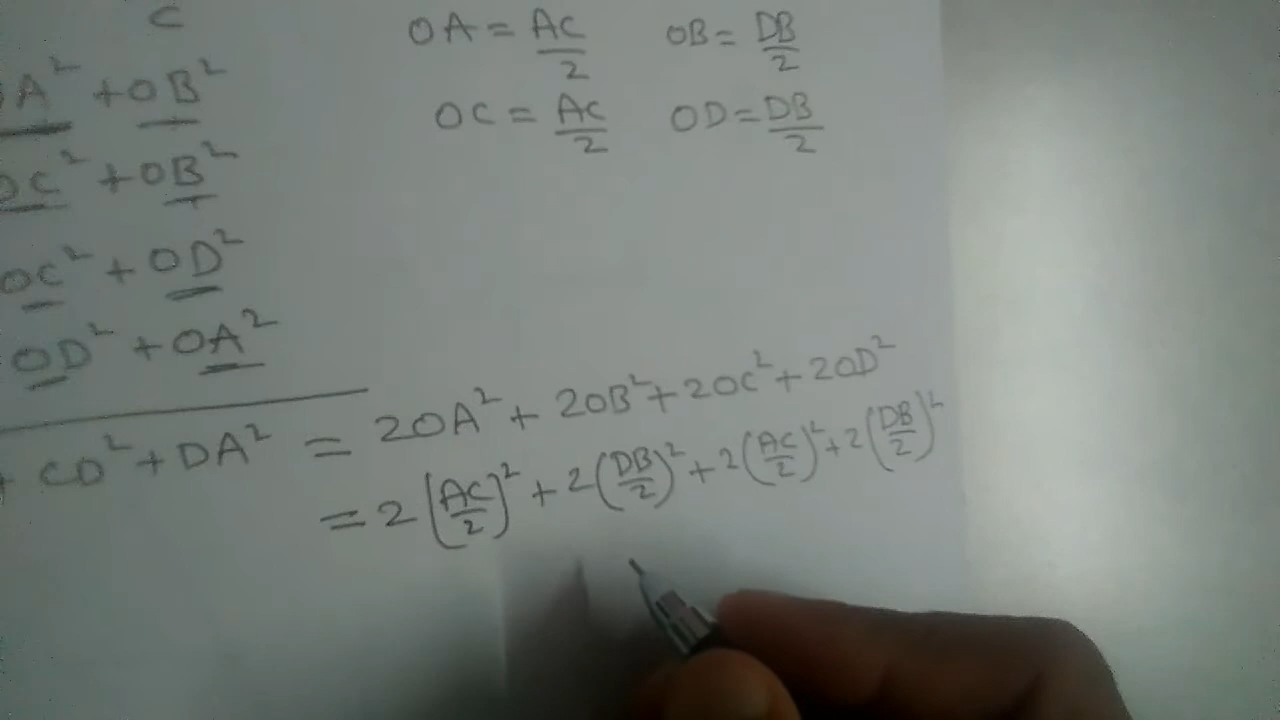 C
OA = AC/2 OB = DB/2
OC = AC/2 OD = DB/2
A² + OB²
OC² + OB²
OC² + OD²
OD² + OA²
+ CD² + DA² = 2OA² + 2OB² + 2OC² + 2OD²
= 2(AC/2)² + 2(DB/2)² + 2(AC/2)² + 2(DB/2)²